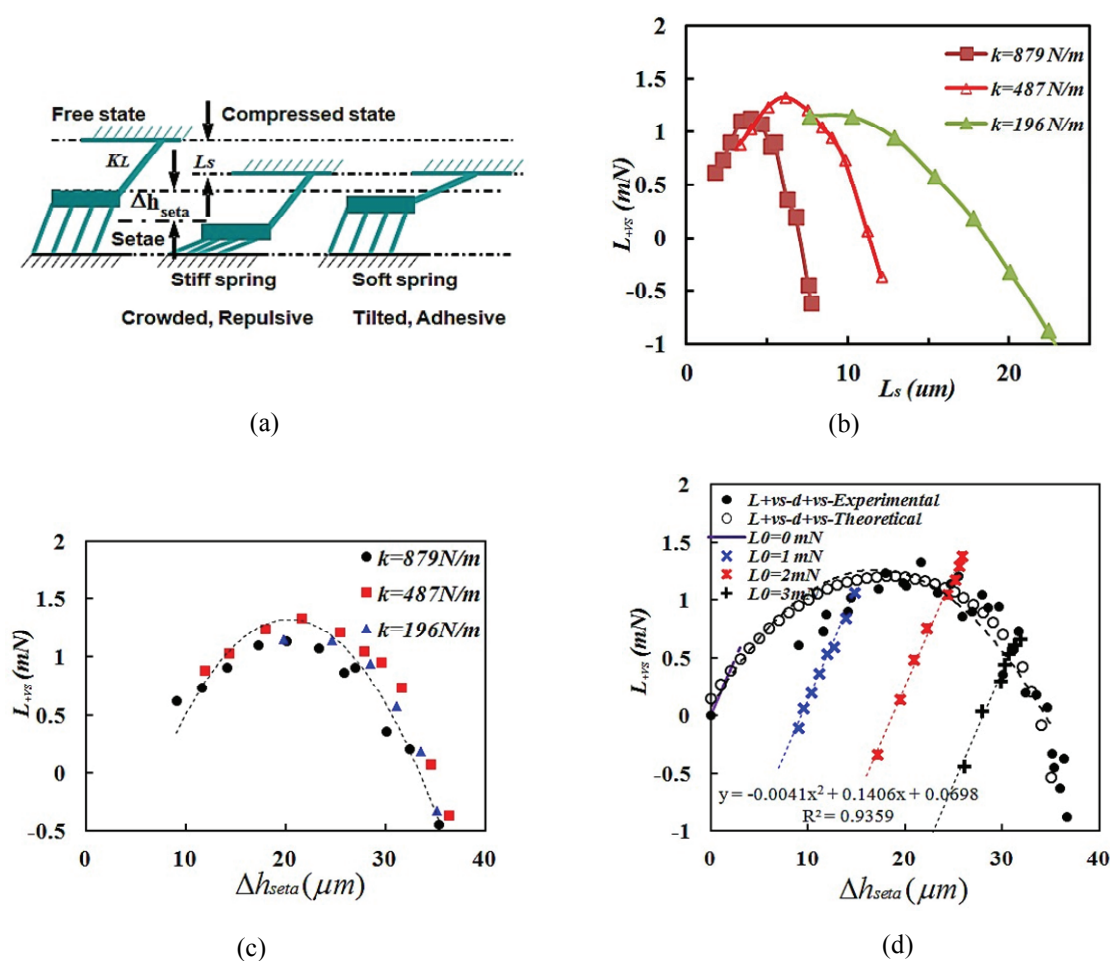 Free state
Compressed state
KL
Ls
Δhseta
Setae
Stiff spring
Soft spring
Crowded, Repulsive
Tilted, Adhesive
(a)
2
1.5
1
0.5
0
-0.5
-1
L+vs (mN)
k=879 N/m
k=487 N/m
k=196 N/m
0
10
20
Ls (um)
(b)
2
1.5
1
0.5
0
-0.5
L+vs (mN)
k=879N/m
k=487N/m
k=196N/m
0
10
20
30
40
Δhseta (μm)
(c)
2
1.5
1
0.5
0
-0.5
-1
L+vs (mN)
L+vs-d+vs-Experimental
L+vs-d+vs-Theoretical
L0=0 mN
L0=1 mN
L0=2mN
L0=3mN
y = -0.0041x² + 0.1406x + 0.0698
R² = 0.9359
0
10
20
30
40
Δhseta (μm)
(d)